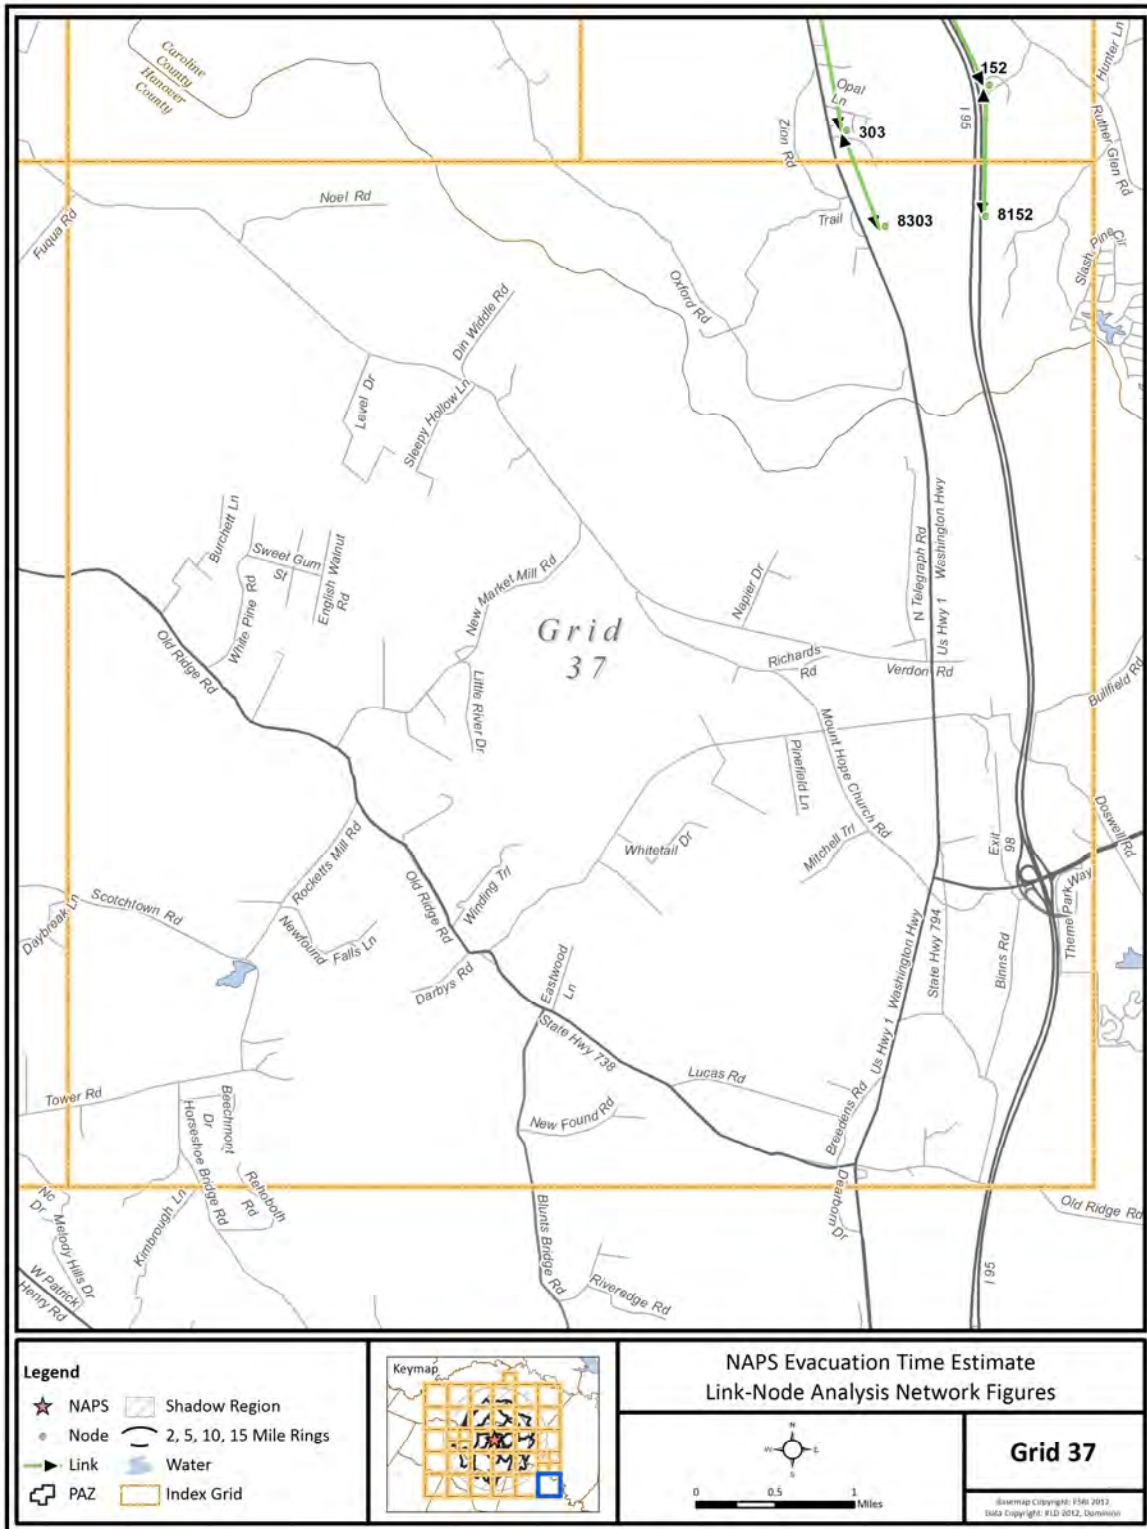 Caroline
County
Hanover
County
Opal
Ln
152
303
Zion Rd
I 95
Hunter Ln
Ruther Glen Rd
Noel Rd
Fuqua Rd
Trail
8303
8152
Slash Pine
Cir
Oxford Rd
Din Widdle Rd
Level Dr
Sleepy Hollow Ln
Burchett Ln
Sweet Gum
St
English Walnut
Rd
White Pine Rd
New Market Mill Rd
Napier Dr
N Telegraph Rd
Us Hwy 1 Washington Hwy
Grid
37
Old Ridge Rd
Little River Dr
Richards
Rd
Verdon Rd
Bullfield Rd
Mount Hope Church Rd
Pinefield Ln
Mitchell Trl
Exit
98
Doswell Rd
Whitetail Dr
Rocketts Mill Rd
Old Ridge Rd
Winding Trl
Theme Park Way
Scotchtown Rd
Daybreak Ln
Newfound
Falls Ln
Darbys Rd
Eastwood
Ln
Us Hwy 1 Washington Hwy
State Hwy 794
Binns Rd
State Hwy 738
Lucas Rd
Tower Rd
Beechmont
Dr
Horseshoe Bridge Rd
New Found Rd
Breedens Rd
Rehoboth
Rd
Nc
Dr
Melody Hills Dr
Kimbrough Ln
Blunts Bridge Rd
Dearborn
Dr
Old Ridge Rd
W Patrick
Henry Rd
Riveredge Rd
I 95
Legend
NAPS
Shadow Region
Node
2, 5, 10, 15 Mile Rings
Link
Water
PAZ
Index Grid
Keymap
NAPS Evacuation Time Estimate
Link-Node Analysis Network Figures
N
W
E
S
0 0.5 1
Miles
Grid 37
Basemap Copyright: ESRI 2012
Data Copyright: KLD 2012, Dominion